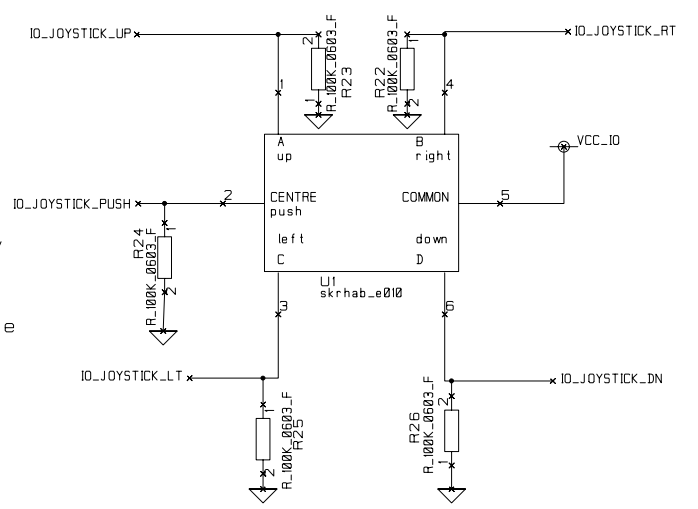 IO_JOYSTICK_UP
2
1
R_100K_0603_F
R23
R22
R_100K_0603_F
1
2
IO_JOYSTICK_RT
1
4
A
up
B
right
VCC_IO
IO_JOYSTICK_PUSH
2
CENTRE
push
COMMON
5
left
C
down
D
R24
R_100K_0603_F
1
2
U1
skrhab_e010
3
6
IO_JOYSTICK_LT
IO_JOYSTICK_DN
1
2
R_100K_0603_F
R25
R26
R_100K_0603_F
2
1